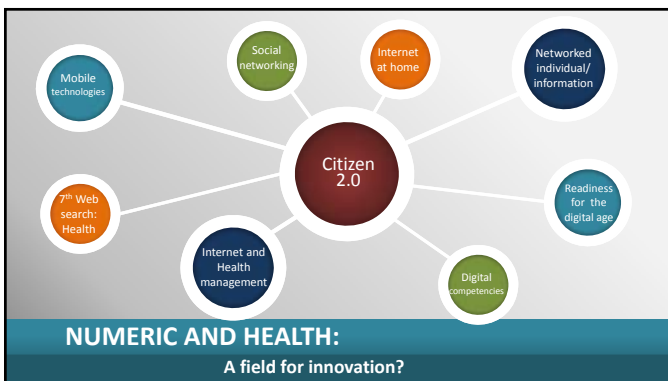 Social
networking
Internet
at home
Networked
individual/
information
Mobile
technologies
Citizen
2.0
7th Web
search:
Health
Readiness
for the
digital age
Internet and
Health
management
Digital
competencies
NUMERIC AND HEALTH:
A field for innovation?